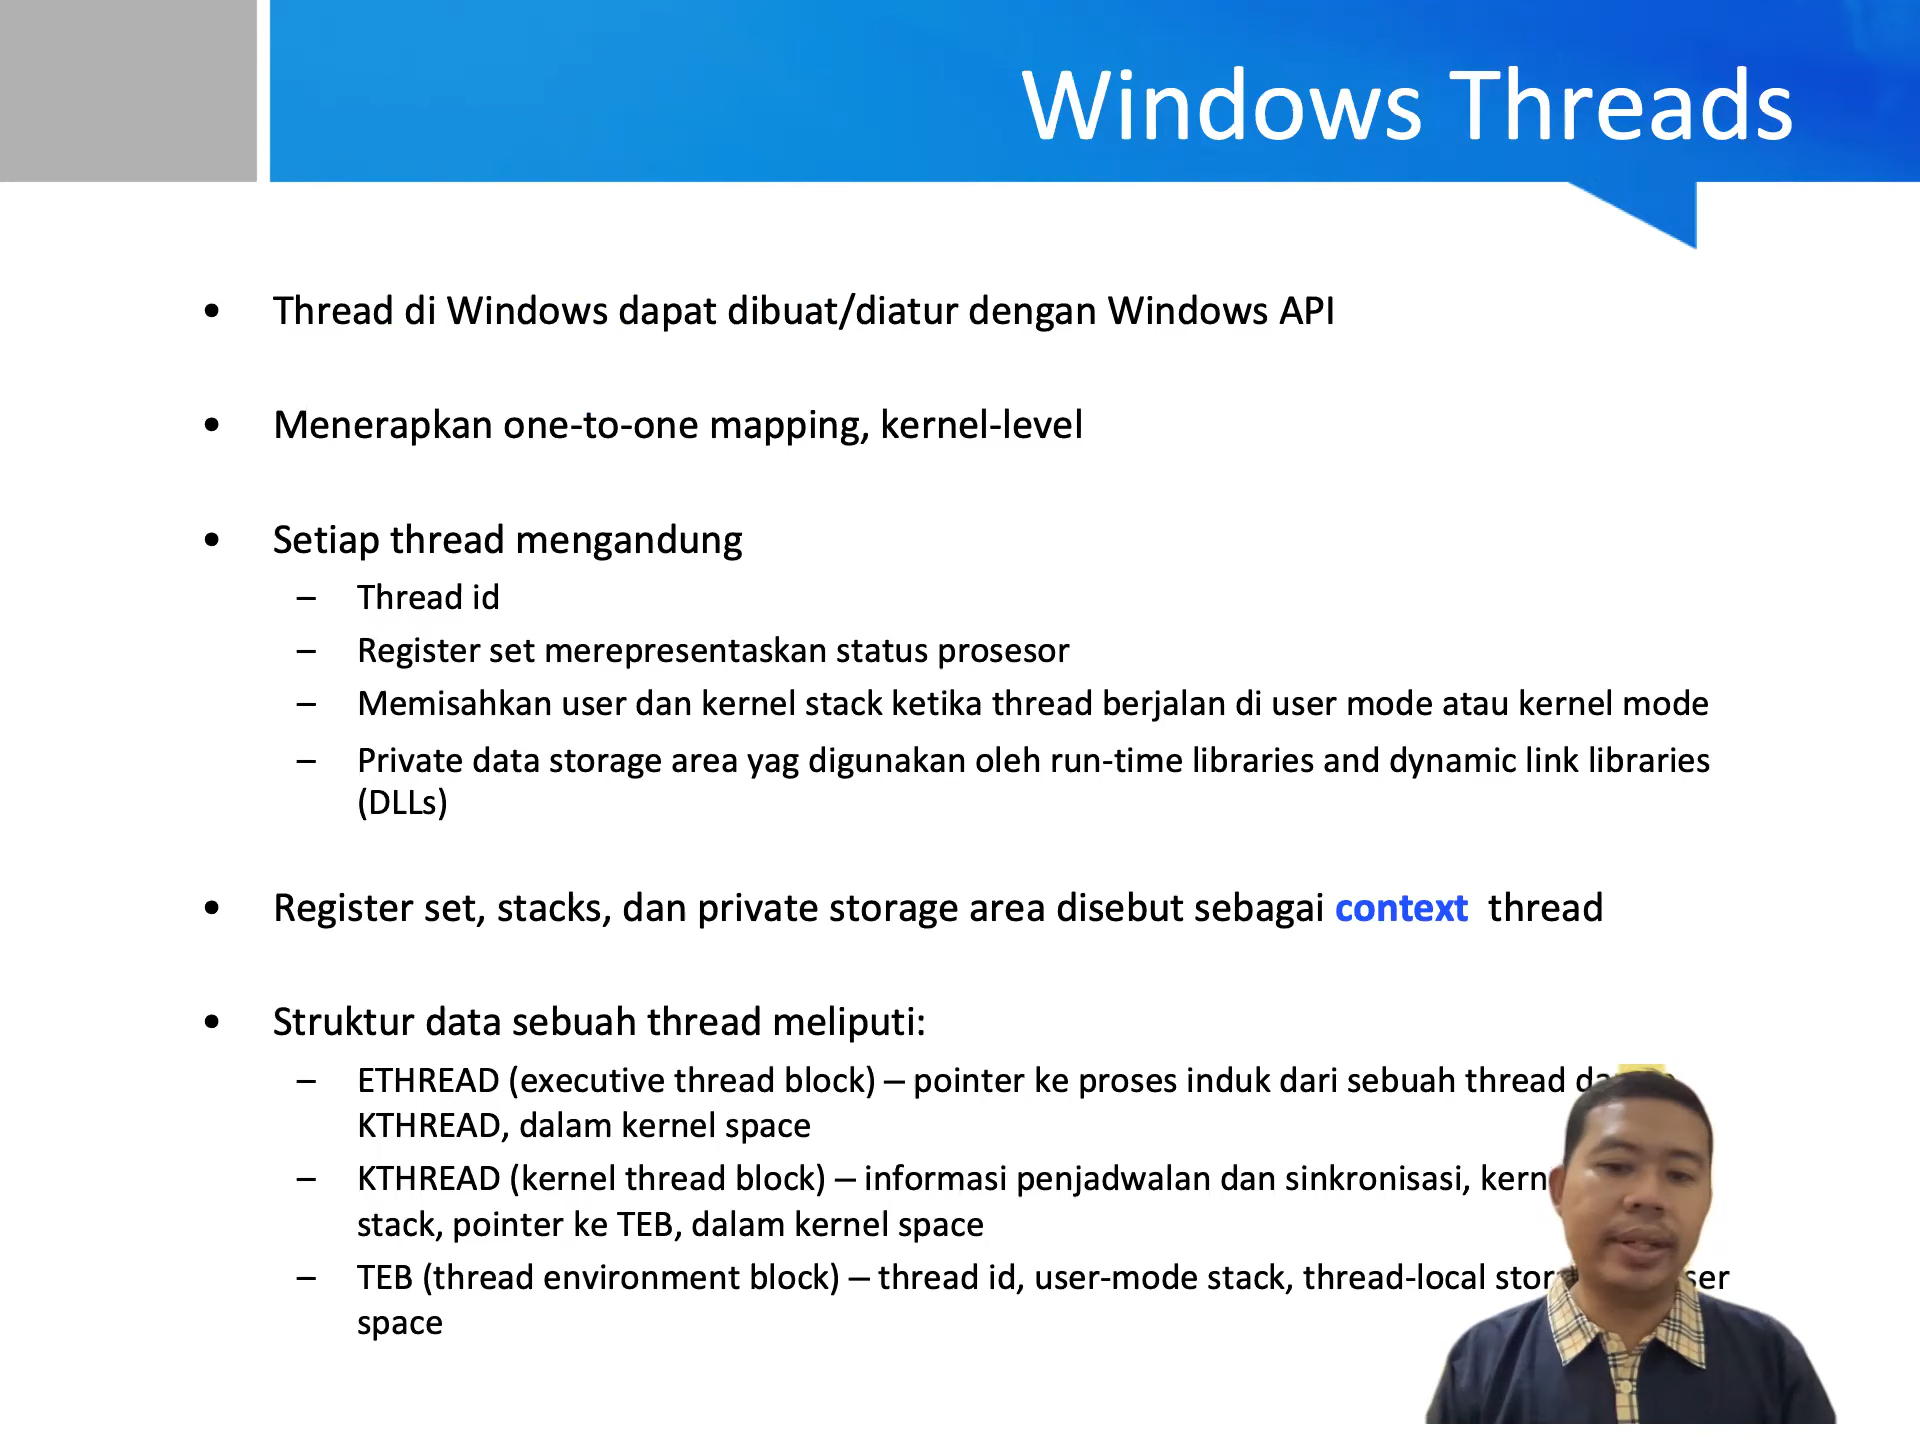 Windows Threads
• Thread di Windows dapat dibuat/diatur dengan Windows API
• Menerapkan one-to-one mapping, kernel-level
• Setiap thread mengandung
– Thread id
– Register set merepresentaskan status prosesor
– Memisahkan user dan kernel stack ketika thread berjalan di user mode atau kernel mode
– Private data storage area yag digunakan oleh run-time libraries and dynamic link libraries
(DLLs)
• Register set, stacks, dan private storage area disebut sebagai context thread
• Struktur data sebuah thread meliputi:
– ETHREAD (executive thread block) – pointer ke proses induk dari sebuah thread
KTHREAD, dalam kernel space
– KTHREAD (kernel thread block) – informasi penjadwalan dan sinkronisasi,
stack, pointer ke TEB, dalam kernel space
– TEB (thread environment block) – thread id, user-mode stack, thread-local
space